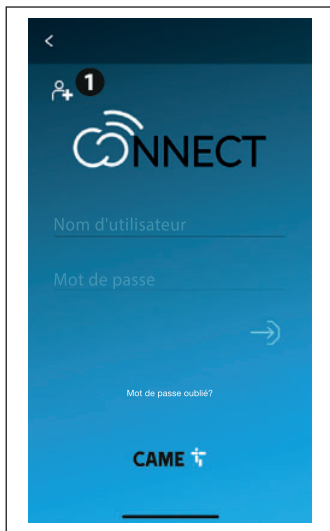 1
CONNECT
Nom d'utilisateur
Mot de passe
Mot de passe oublié?
CAME